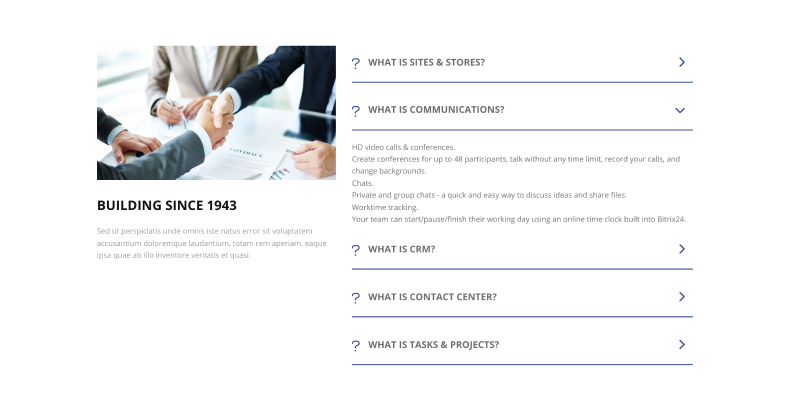 CONTRACT
BUILDING SINCE 1943
Sed ut perspiciatis unde omnis iste natus error sit voluptatem
accusantium doloremque laudantium, totam rem aperiam, eaque
ipsa quae ab illo inventore veritatis et quasi.
? WHAT IS SITES & STORES?
? WHAT IS COMMUNICATIONS?
HD video calls & conferences.
Create conferences for up to 48 participants, talk without any time limit, record your calls, and
change backgrounds.
Chats.
Private and group chats - a quick and easy way to discuss ideas and share files.
Worktime tracking.
Your team can start/pause/finish their working day using an online time clock built into Bitrix24.
? WHAT IS CRM?
? WHAT IS CONTACT CENTER?
? WHAT IS TASKS & PROJECTS?